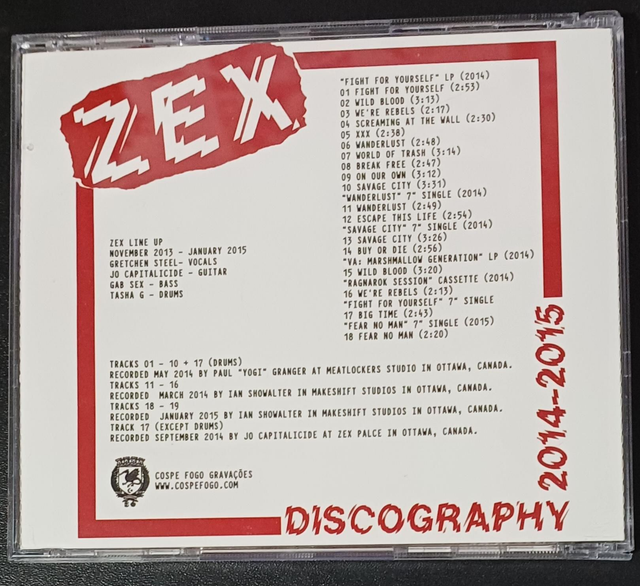 ZEX
"FIGHT FOR YOURSELF" LP (2014)
01 FIGHT FOR YOURSELF (2:53)
02 WILD BLOOD (3:13)
03 WE'RE REBELS (2:17)
04 SCREAMING AT THE WALL (2:30)
05 XXX (2:38)
06 WANDERLUST (2:48)
07 WORLD OF TRASH (3:14)
08 BREAK FREE (2:47)
09 ON OUR OWN (3:12)
10 SAVAGE CITY (3:31)
"WANDERLUST" 7" SINGLE (2014)
11 WANDERLUST (2:49)
12 ESCAPE THIS LIFE (2:54)
"SAVAGE CITY" 7" SINGLE (2014)
13 SAVAGE CITY (3:26)
14 BUY OR DIE (2:56)
"VA: MARSHMALLOW GENERATION" LP (2014)
15 WILD BLOOD (3:20)
"RAGNAROK SESSION" CASSETTE (2014)
16 WE'RE REBELS (2:13)
"FIGHT FOR YOURSELF" 7" SINGLE
17 BIG TIME (2:43)
"FEAR NO MAN" 7" SINGLE (2015)
18 FEAR NO MAN (2:20)
ZEX LINE UP
NOVEMBER 2013 - JANUARY 2015
GRETCHEN STEEL- VOCALS
JO CAPITALICIDE - GUITAR
GAB SEX - BASS
TASHA G - DRUMS
TRACKS 01 - 10 + 17 (DRUMS)
RECORDED MAY 2014 BY PAUL "YOGI" GRANGER AT MEATLOCKERS STUDIO IN OTTAWA, CANADA.
TRACKS 11 - 16
RECORDED MARCH 2014 BY IAN SHOWALTER IN MAKESHIFT STUDIOS IN OTTAWA, CANADA.
TRACKS 18 - 19
RECORDED JANUARY 2015 BY IAN SHOWALTER IN MAKESHIFT STUDIOS IN OTTAWA, CANADA.
TRACK 17 (EXCEPT DRUMS)
RECORDED SEPTEMBER 2014 BY JO CAPITALICIDE AT ZEX PALCE IN OTTAWA, CANADA.
COSPE FOGO GRAVAÇÕES
WWW.COSPEFOGO.COM
DISCOGRAPHY
2014-2015